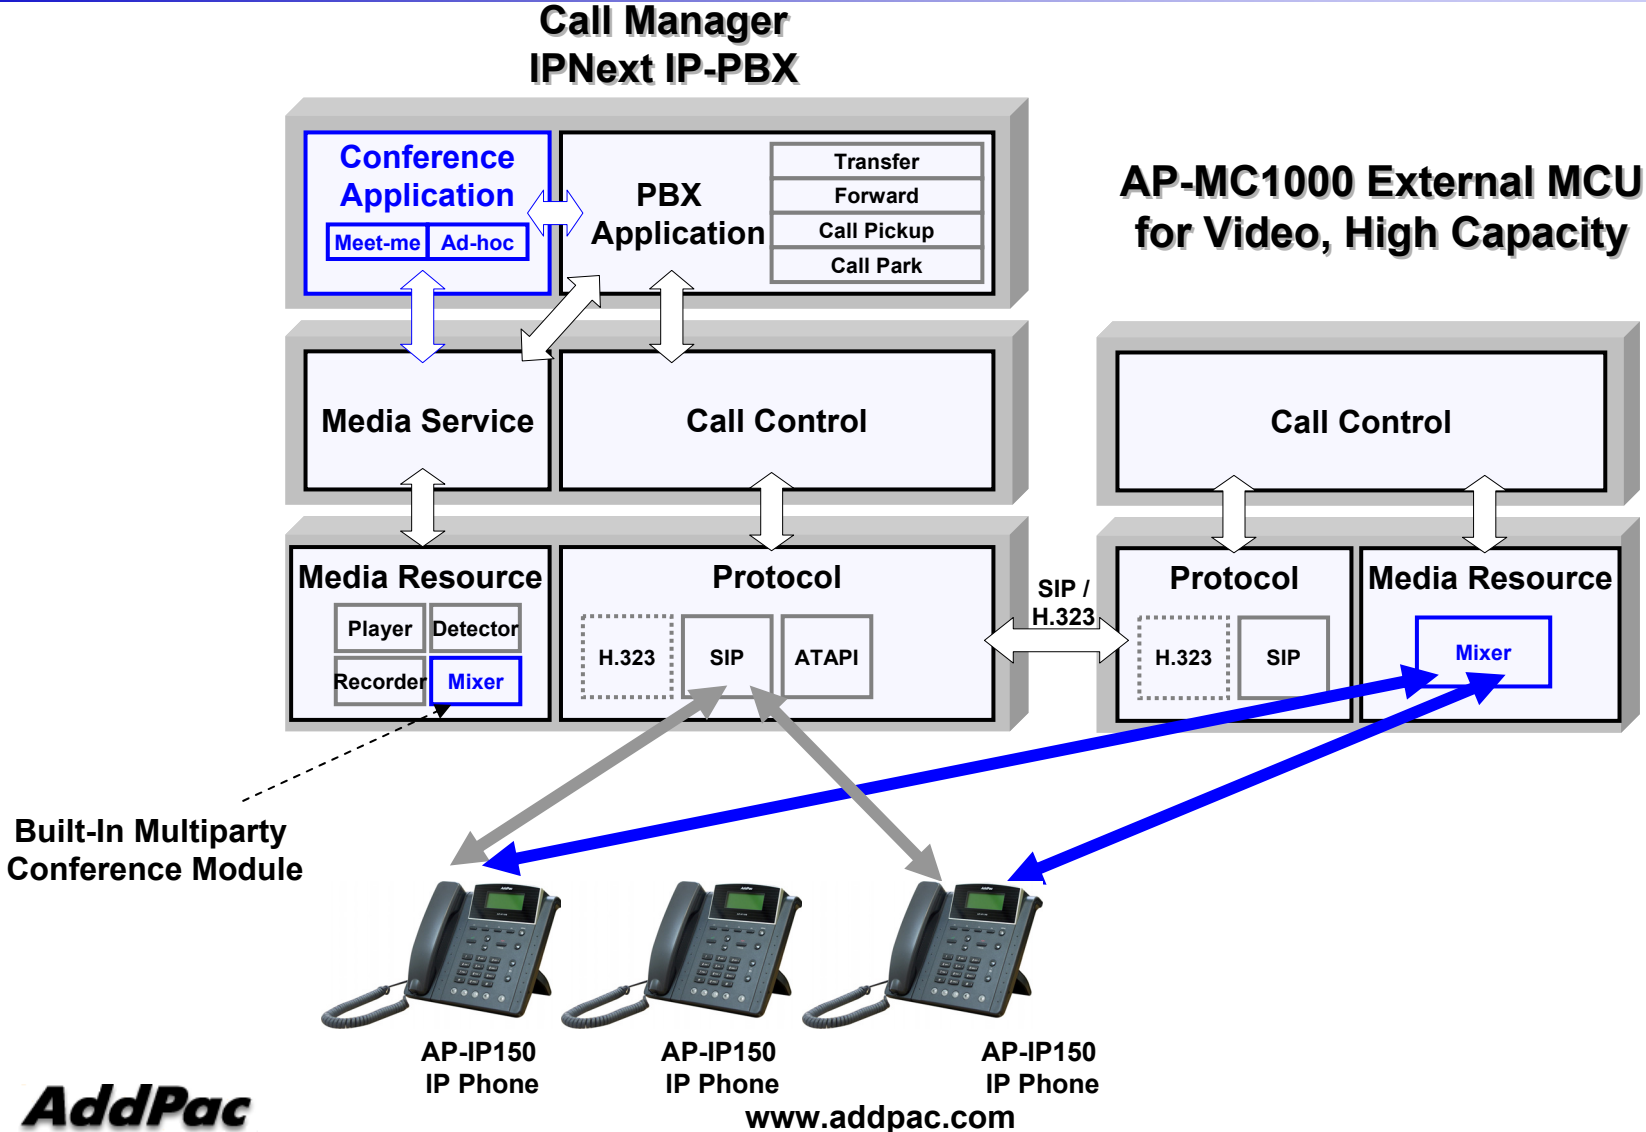 Call Manager
IPNext IP-PBX
Conference
Application
Meet-me
Ad-hoc
PBX
Application
Transfer
Forward
Call Pickup
Call Park
AP-MC1000 External MCU
for Video, High Capacity
Media Service
Call Control
Call Control
Media Resource
Player
Detector
Recorder
Mixer
Protocol
H.323
SIP
ATAPI
SIP /
H.323
Protocol
H.323
SIP
Media Resource
Mixer
Built-In Multiparty
Conference Module
AP-IP150
IP Phone
AP-IP150
IP Phone
AP-IP150
IP Phone
AddPac
www.addpac.com